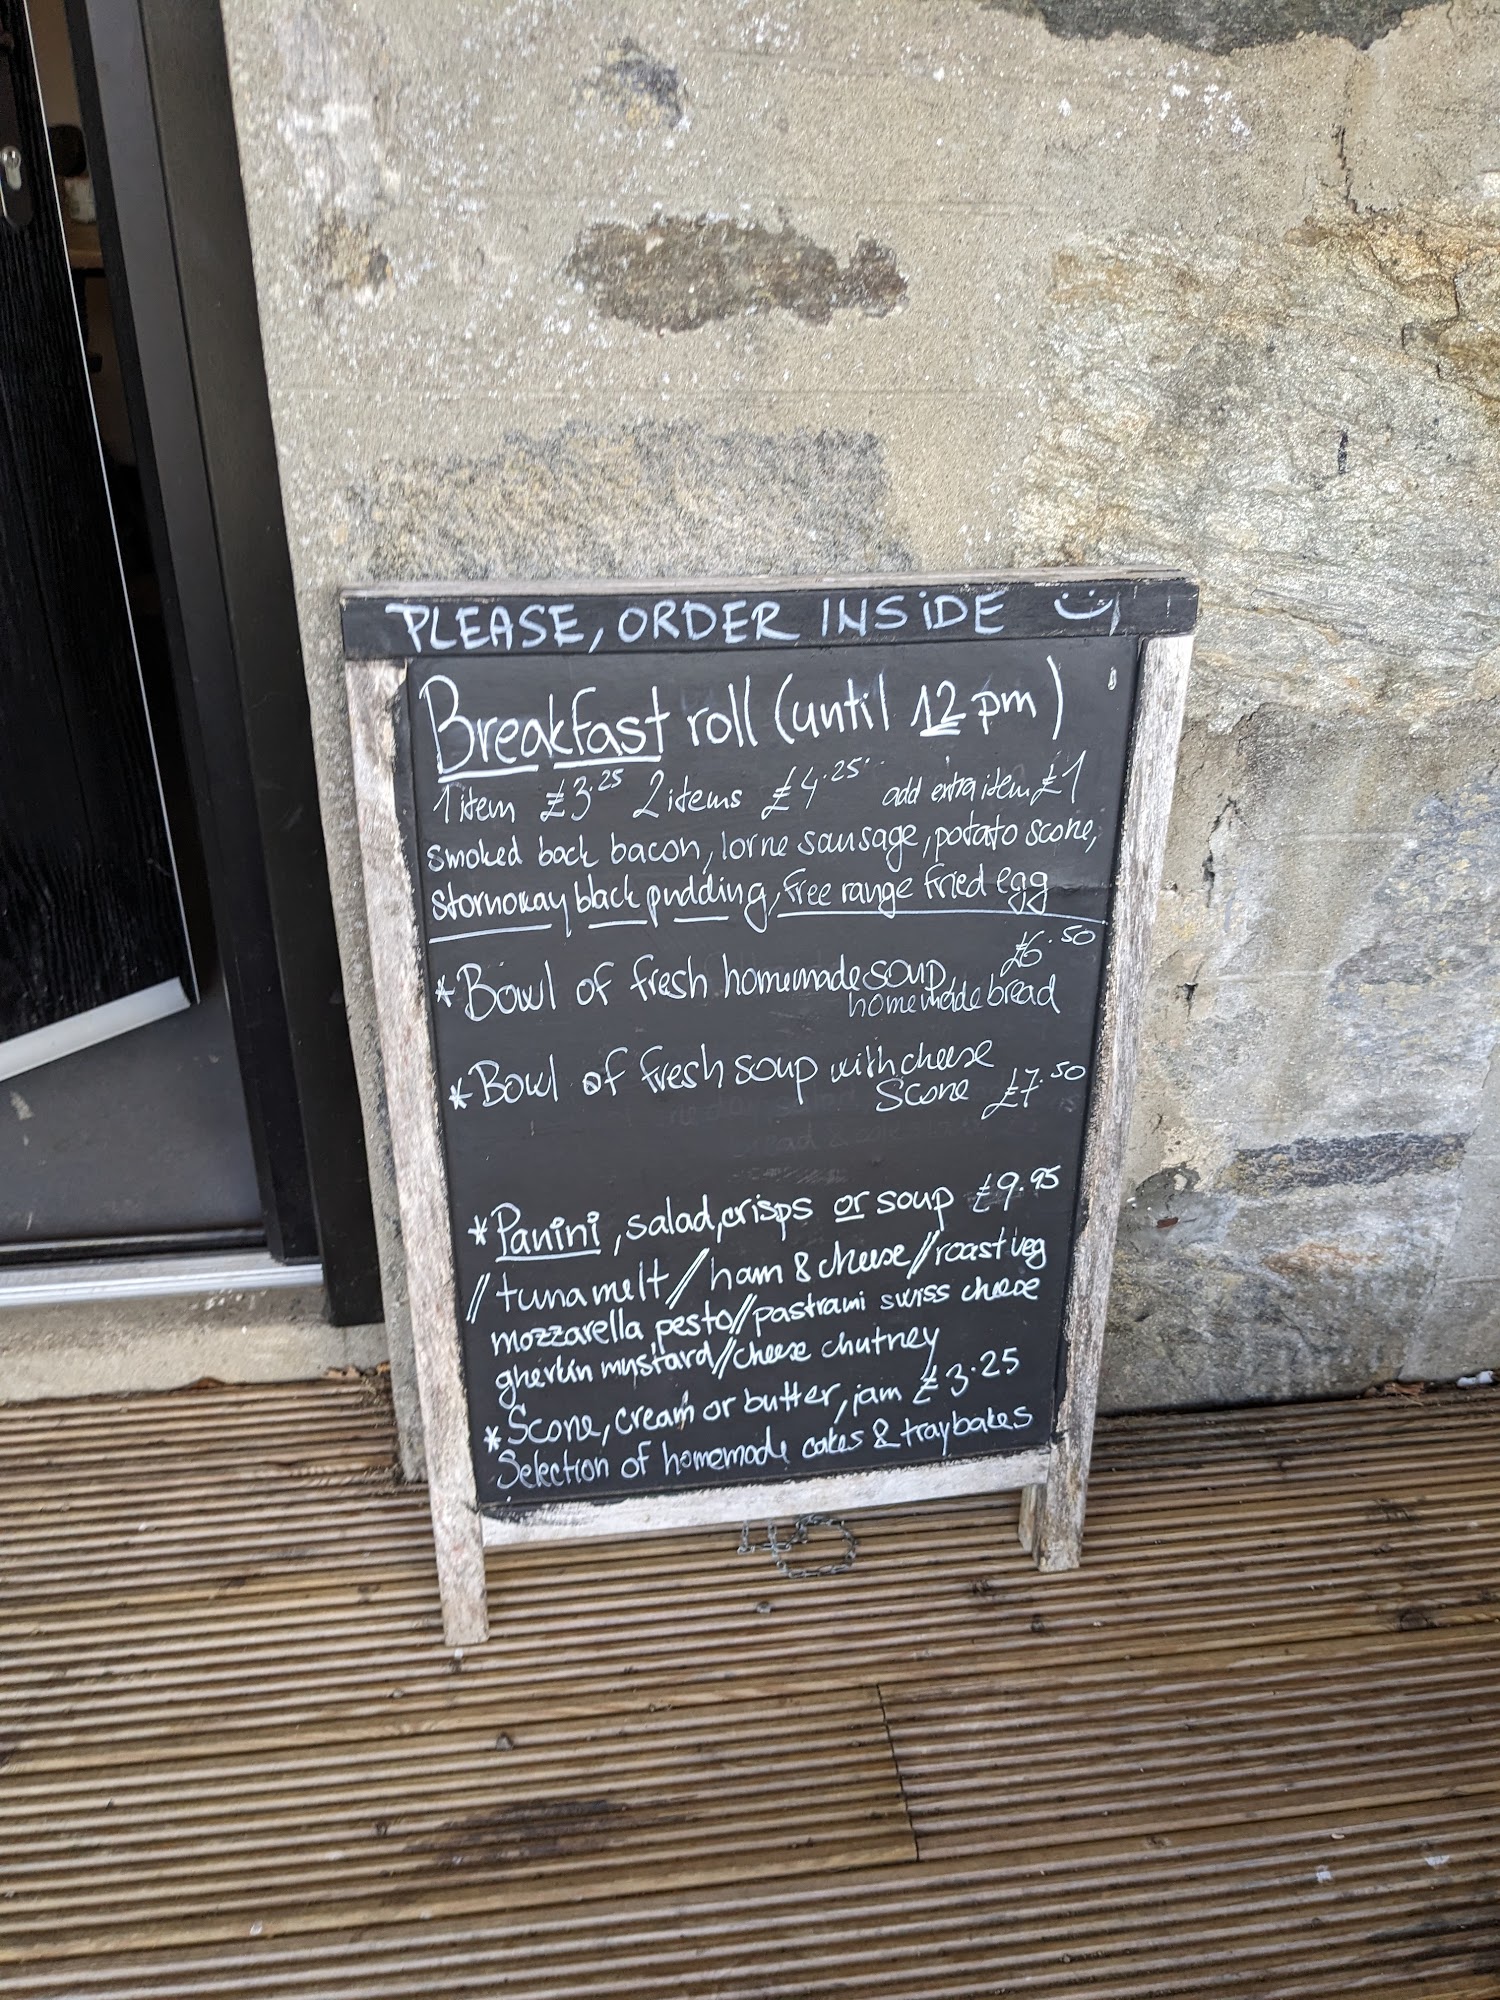 PLEASE, ORDER INSiDE
Breakfast roll (until 12 pm)
1 item £3.25 2 items £4.25 add extra item £1
smoked back bacon, lorne sausage, potato scone,
stornoway black pudding, free range fried egg
*Bowl of fresh homemade soup £6.50
homemade bread
*Bowl of fresh soup with cheese
Scone £7.50
*Panini, salad, crisps or soup £9.95
//tuna melt//ham & cheese//roast veg
mozzarella pesto//pastrami swiss cheese
gherkin mustard//cheese chutney
*Scone, cream or butter, jam £3.25
Selection of homemade cakes & traybakes